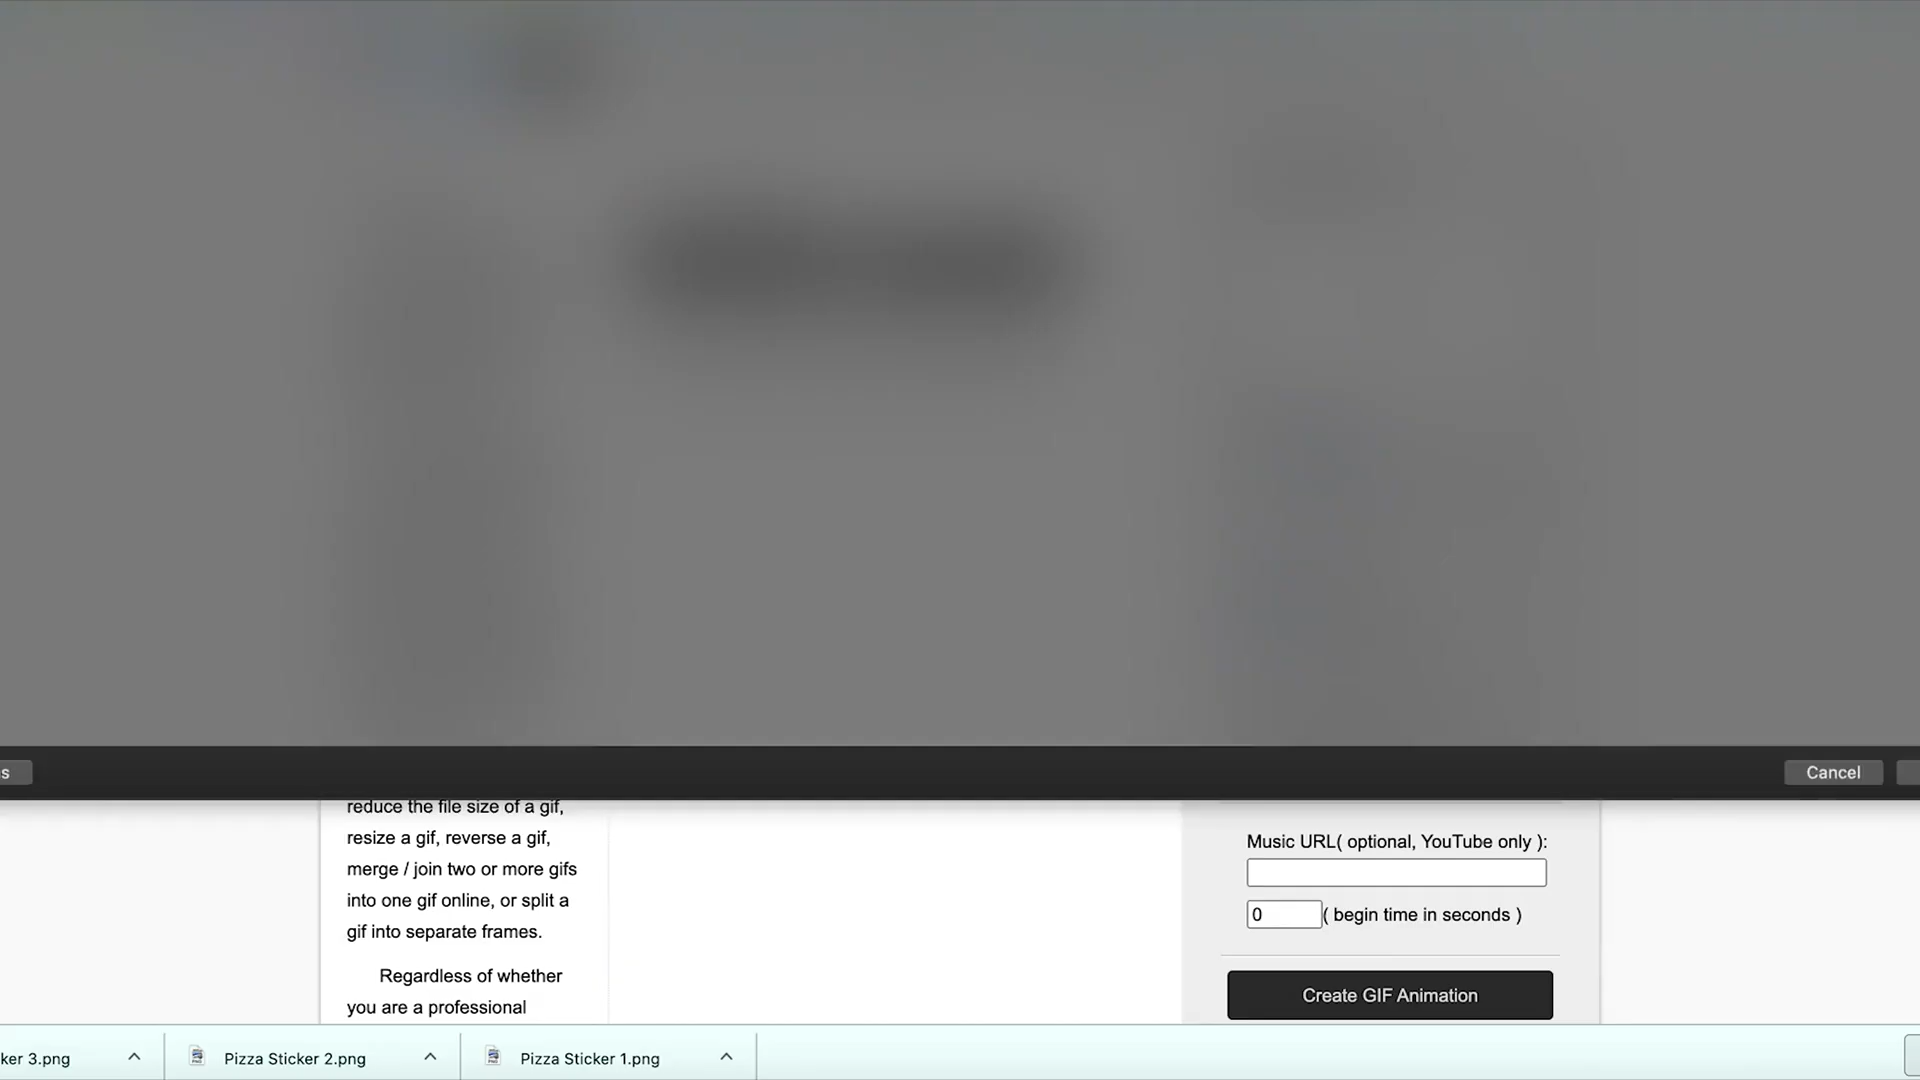 s
Cancel
reduce the file size of a gif,
resize a gif, reverse a gif,
merge / join two or more gifs
into one gif online, or split a
gif into separate frames.
Regardless of whether
you are a professional
Music URL( optional, YouTube only ):
0 ( begin time in seconds )
Create GIF Animation
ker 3.png
Pizza Sticker 2.png
Pizza Sticker 1.png